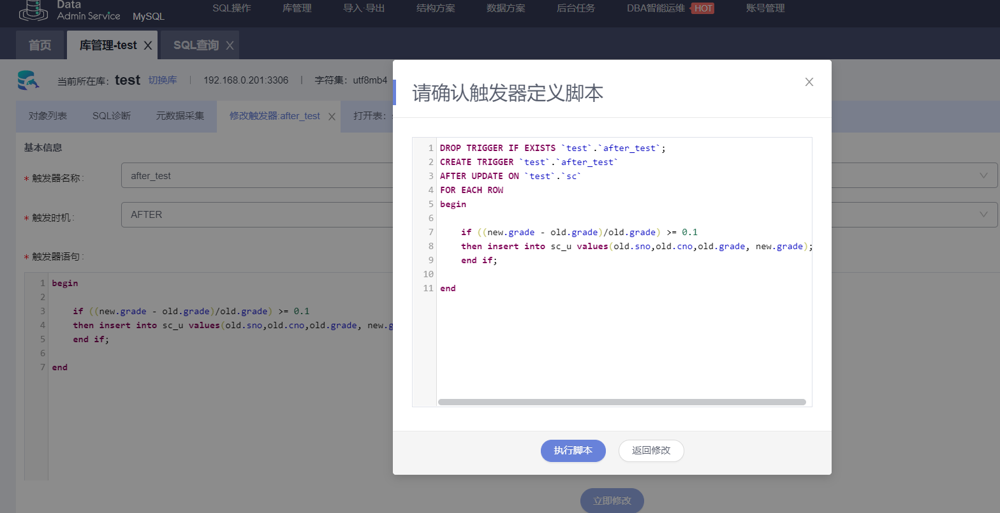 Data
Admin Service MySQL
SQL操作 库管理 导入·导出 结构方案 数据方案 后台任务 DBA智能运维 HOT 账号管理
首页 库管理-test SQL查询
当前所在库: test 切换库 | 192.168.0.201:3306 | 字符集: utf8mb4
对象列表 SQL诊断 元数据采集 修改触发器:after_test 打开表:
基本信息
* 触发器名称: after_test
* 触发时机: AFTER
* 触发器语句:
1 begin
2
3 if ((new.grade - old.grade)/old.grade) >= 0.1
4 then insert into sc_u values(old.sno,old.cno,old.grade, new.g
5 end if;
6
7 end
立即修改
请确认触发器定义脚本
1 DROP TRIGGER IF EXISTS `test`.`after_test`;
2 CREATE TRIGGER `test`.`after_test`
3 AFTER UPDATE ON `test`.`sc`
4 FOR EACH ROW
5 begin
6
7 if ((new.grade - old.grade)/old.grade) >= 0.1
8 then insert into sc_u values(old.sno,old.cno,old.grade, new.grade);
9 end if;
10
11 end
执行脚本 返回修改